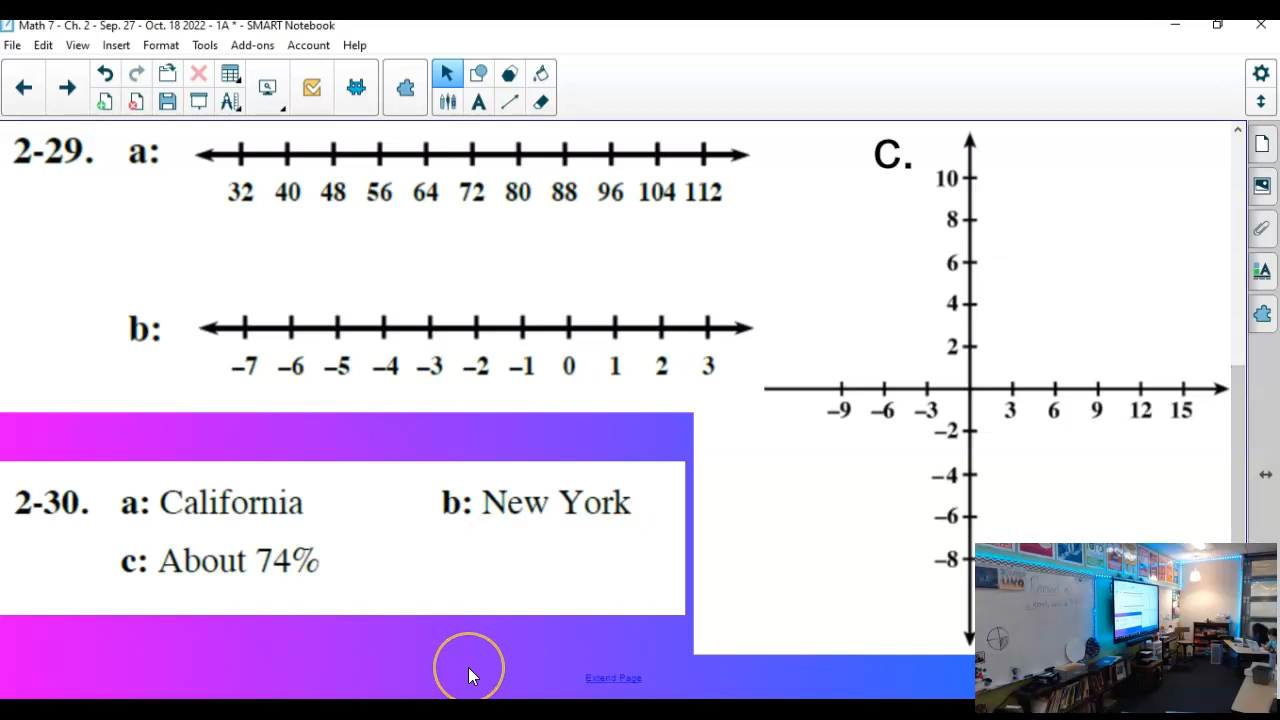 Math 7 - Ch. 2 - Sep. 27 - Oct. 18 2022 - 1A * - SMART Notebook
File Edit View Insert Format Tools Add-ons Account Help
2-29. a:
32 40 48 56 64 72 80 88 96 104 112
b:
–7 –6 –5 –4 –3 –2 –1 0 1 2 3
C.
10
8
6
4
2
–9 –6 –3 3 6 9 12 15
–2
–4
–6
–8
2-30. a: California b: New York
c: About 74%
Extend Page